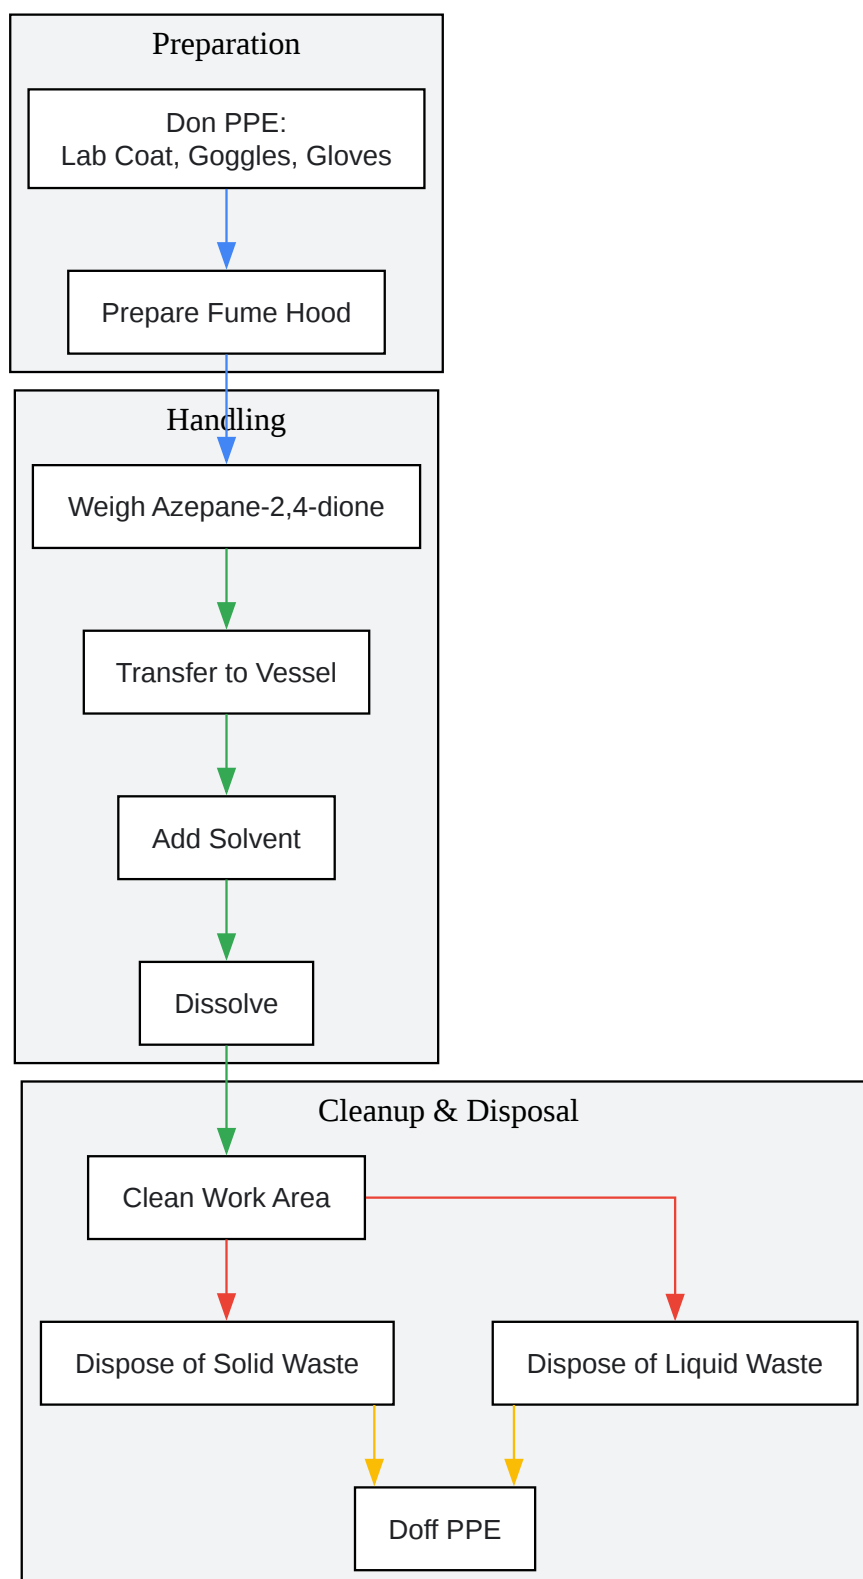 Preparation
Don PPE:
Lab Coat, Goggles, Gloves
Prepare Fume Hood
Handling
Weigh Azepane-2,4-dione
Transfer to Vessel
Add Solvent
Dissolve
Cleanup & Disposal
Clean Work Area
Dispose of Solid Waste
Dispose of Liquid Waste
Doff PPE